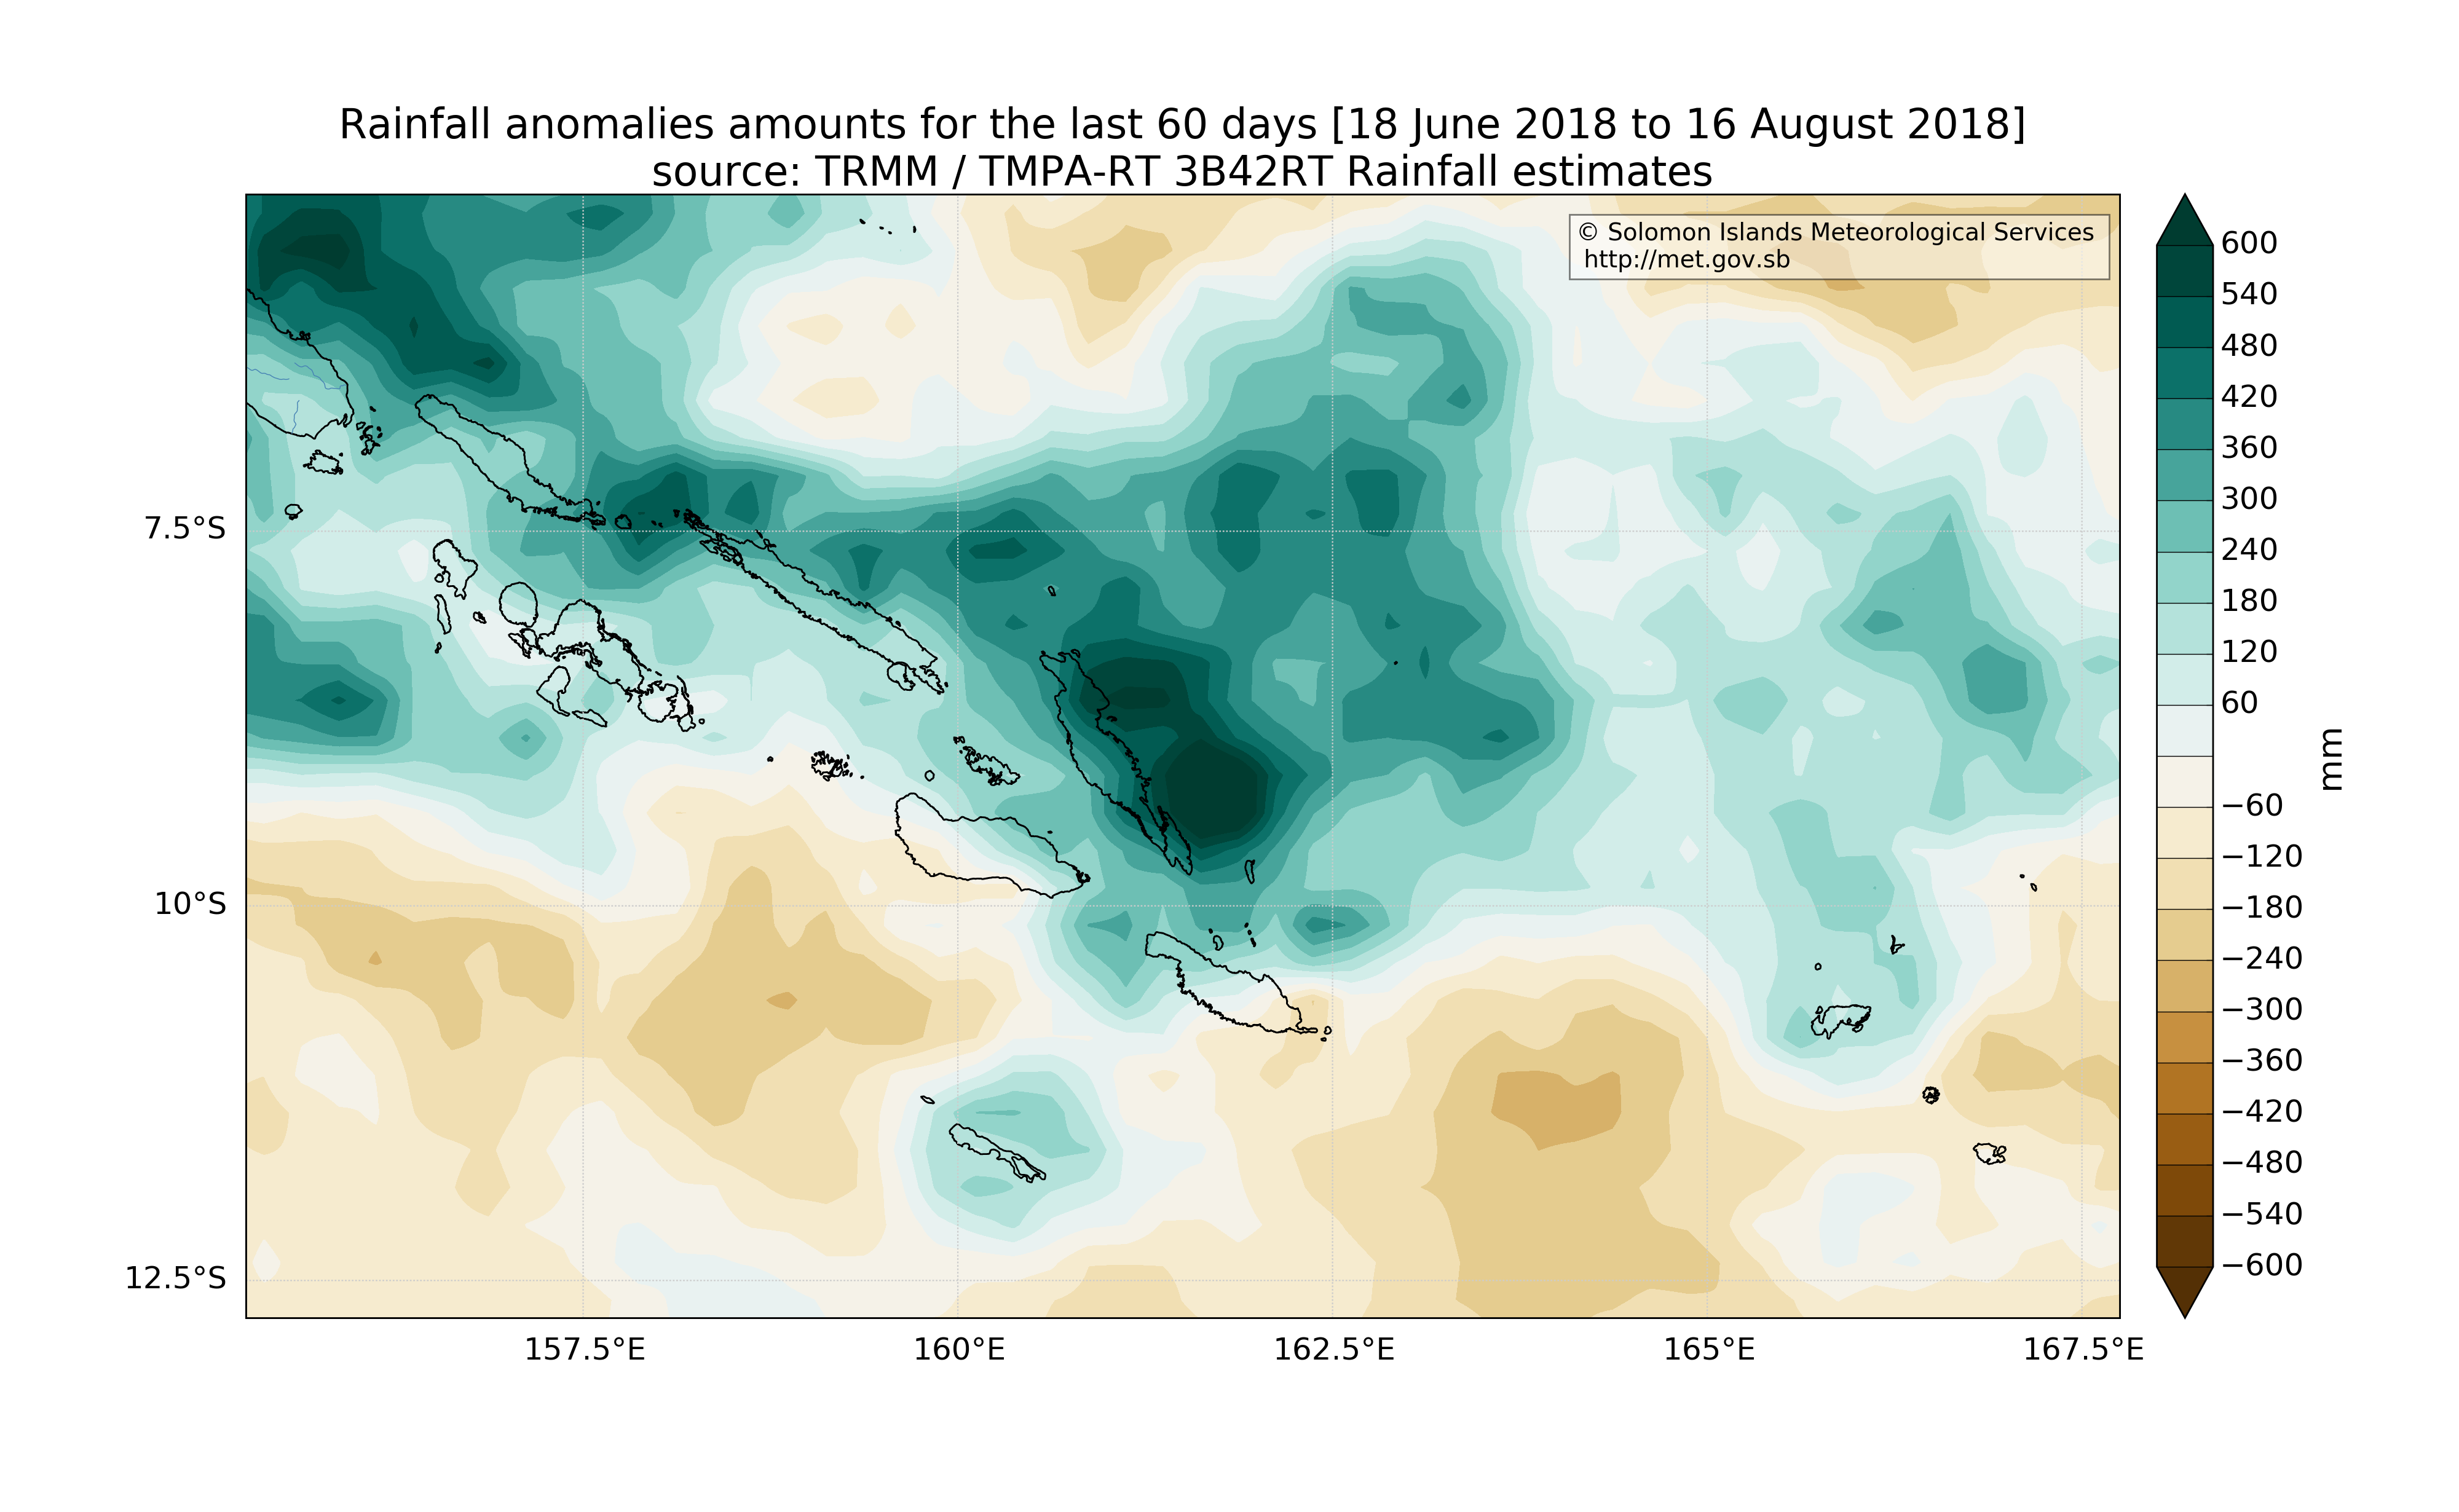 Rainfall anomalies amounts for the last 60 days [18 June 2018 to 16 August 2018]
source: TRMM / TMPA-RT 3B42RT Rainfall estimates
© Solomon Islands Meteorological Services
http://met.gov.sb
7.5°S
10°S
12.5°S
157.5°E
160°E
162.5°E
165°E
167.5°E
600
540
480
420
360
300
240
180
120
60
−60
−120
−180
−240
−300
−360
−420
−480
−540
−600
mm